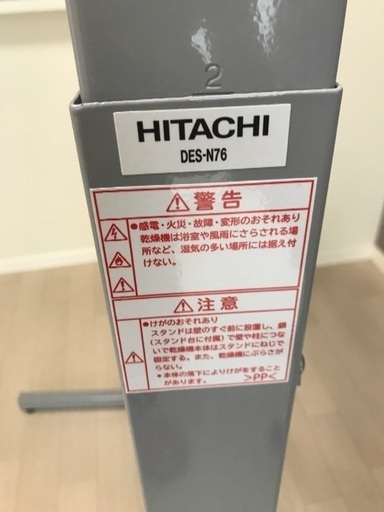 2
HITACHI
DES-N76
警告
●感電・火災・故障・変形のおそれあり
乾燥機は浴室や風雨にさらされる場
所など、湿気の多い場所には据え付
けない。
注意
●けがのおそれあり
スタンドは壁のすぐ前に設置し、鎖
(スタンド台に付属)で壁や柱につな
いで乾燥機本体はスタンドにねじで
固定する。また、乾燥機にぶらさが
らない。
●本体の落下によりけがをすること
があります。
>PP<